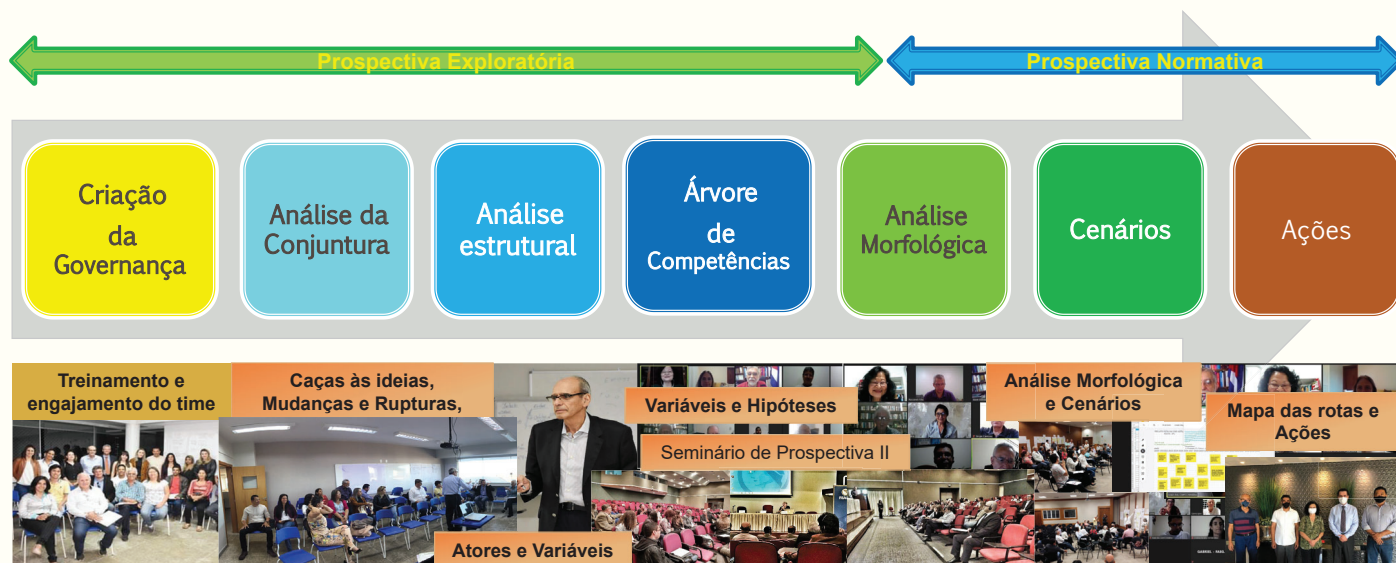 Prospectiva Exploratória
Prospectiva Normativa
Criação
da
Governança
Análise da
Conjuntura
Análise
estrutural
Árvore
de
Competências
Análise
Morfológica
Cenários
Ações
Treinamento e
engajamento do time
Caças às ideias,
Mudanças e Rupturas,
Atores e Variáveis
Variáveis e Hipóteses
Seminário de Prospectiva II
Análise Morfológica
e Cenários
Mapa das rotas e
Ações